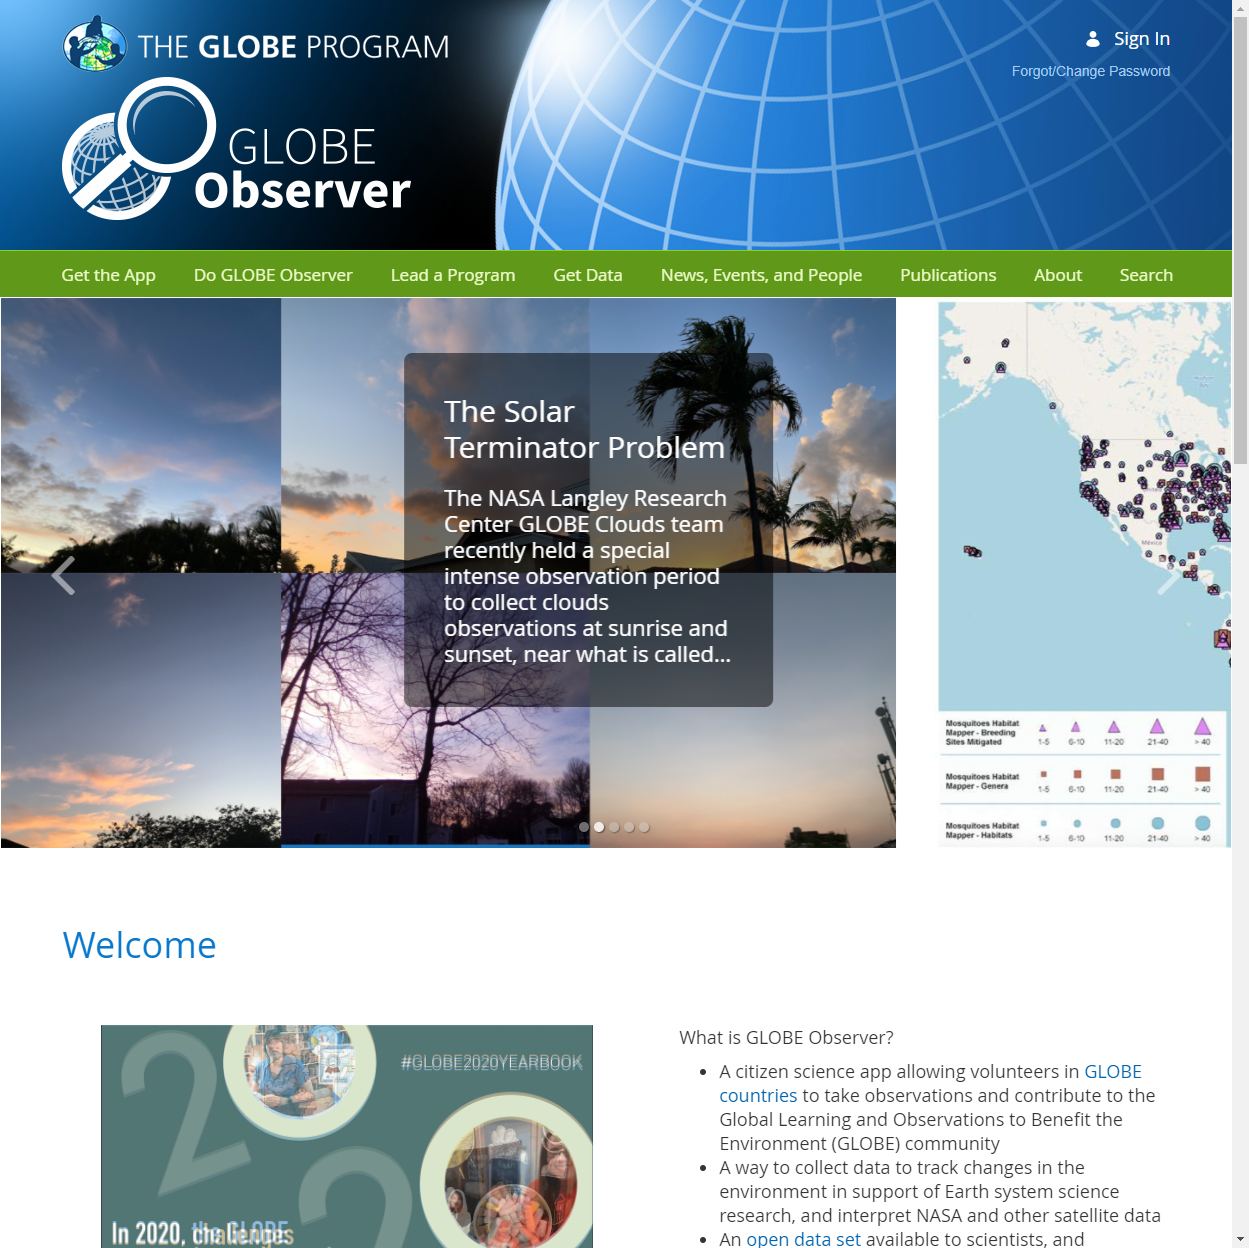 THE GLOBE PROGRAM
Sign In
Forgot/Change Password
GLOBE
Observer
Get the App
Do GLOBE Observer
Lead a Program
Get Data
News, Events, and People
Publications
About
Search
The Solar
Terminator Problem
The NASA Langley Research
Center GLOBE Clouds team
recently held a special
intense observation period
to collect clouds
observations at sunrise and
sunset, near what is called...
México
Mosquitoes Habitat
Mapper - Breeding
Sites Mitigated
1-5 6-10 11-20 21-40 > 40
Mosquitoes Habitat
Mapper - Genera
1-5 6-10 11-20 21-40 > 40
Mosquitoes Habitat
Mapper - Habitats
1-5 6-10 11-20 21-40 > 40
Welcome
2
2
#GLOBE2020YEARBOOK
In 2020, the GLOBE
What is GLOBE Observer?
• A citizen science app allowing volunteers in GLOBE
countries to take observations and contribute to the
Global Learning and Observations to Benefit the
Environment (GLOBE) community
• A way to collect data to track changes in the
environment in support of Earth system science
research, and interpret NASA and other satellite data
• An open data set available to scientists, and